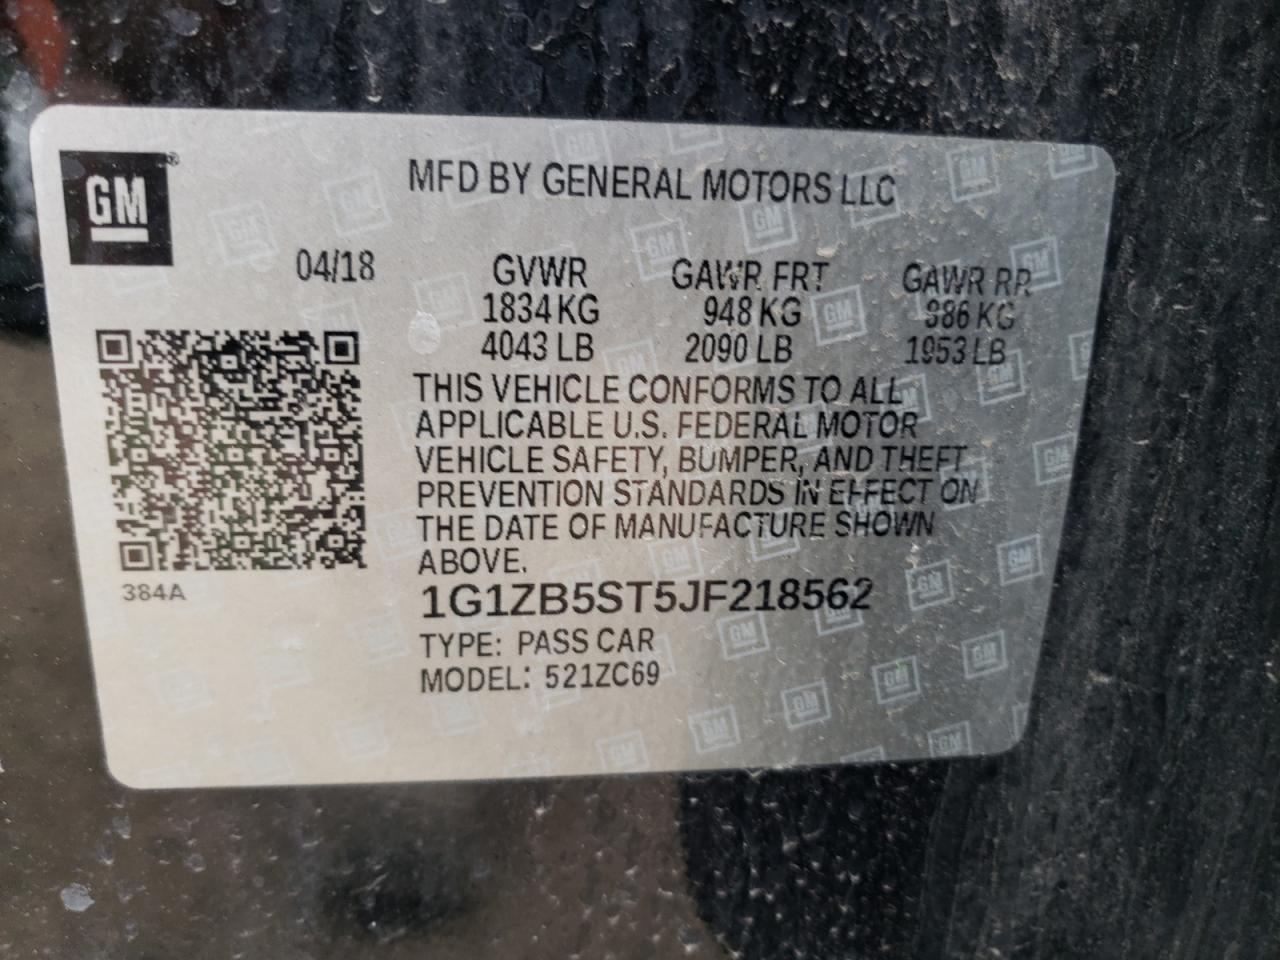 GM
MFD BY GENERAL MOTORS LLC
04/18
GVWR GAWR FRT GAWR RR
1834 KG 948 KG 886 KG
4043 LB 2090 LB 1953 LB
THIS VEHICLE CONFORMS TO ALL
APPLICABLE U.S. FEDERAL MOTOR
VEHICLE SAFETY, BUMPER, AND THEFT
PREVENTION STANDARDS IN EFFECT ON
THE DATE OF MANUFACTURE SHOWN
ABOVE.
384A
1G1ZB5ST5JF218562
TYPE: PASS CAR
MODEL: 521ZC69